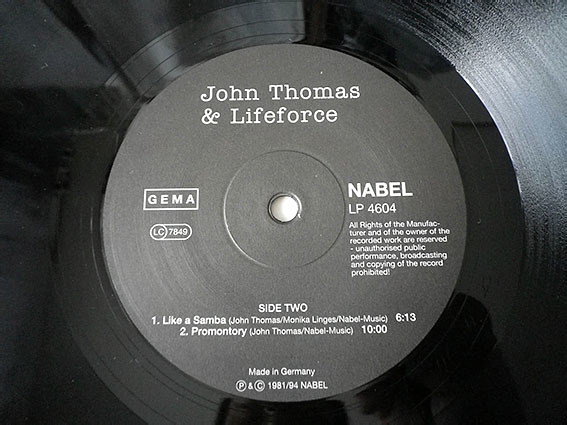 John Thomas
& Lifeforce
GEMA
LC 7849
NABEL
LP 4604
All Rights of the Manufac-
turer and of the owner of the
recorded work are reserved
- unauthorised public
performance, broadcasting
and copying of the record
prohibited!
SIDE TWO
1. Like a Samba (John Thomas/Monika Linges/Nabel-Music) 6:13
2. Promontory (John Thomas/Nabel-Music) 10:00
Made in Germany
℗ & © 1981/94 NABEL